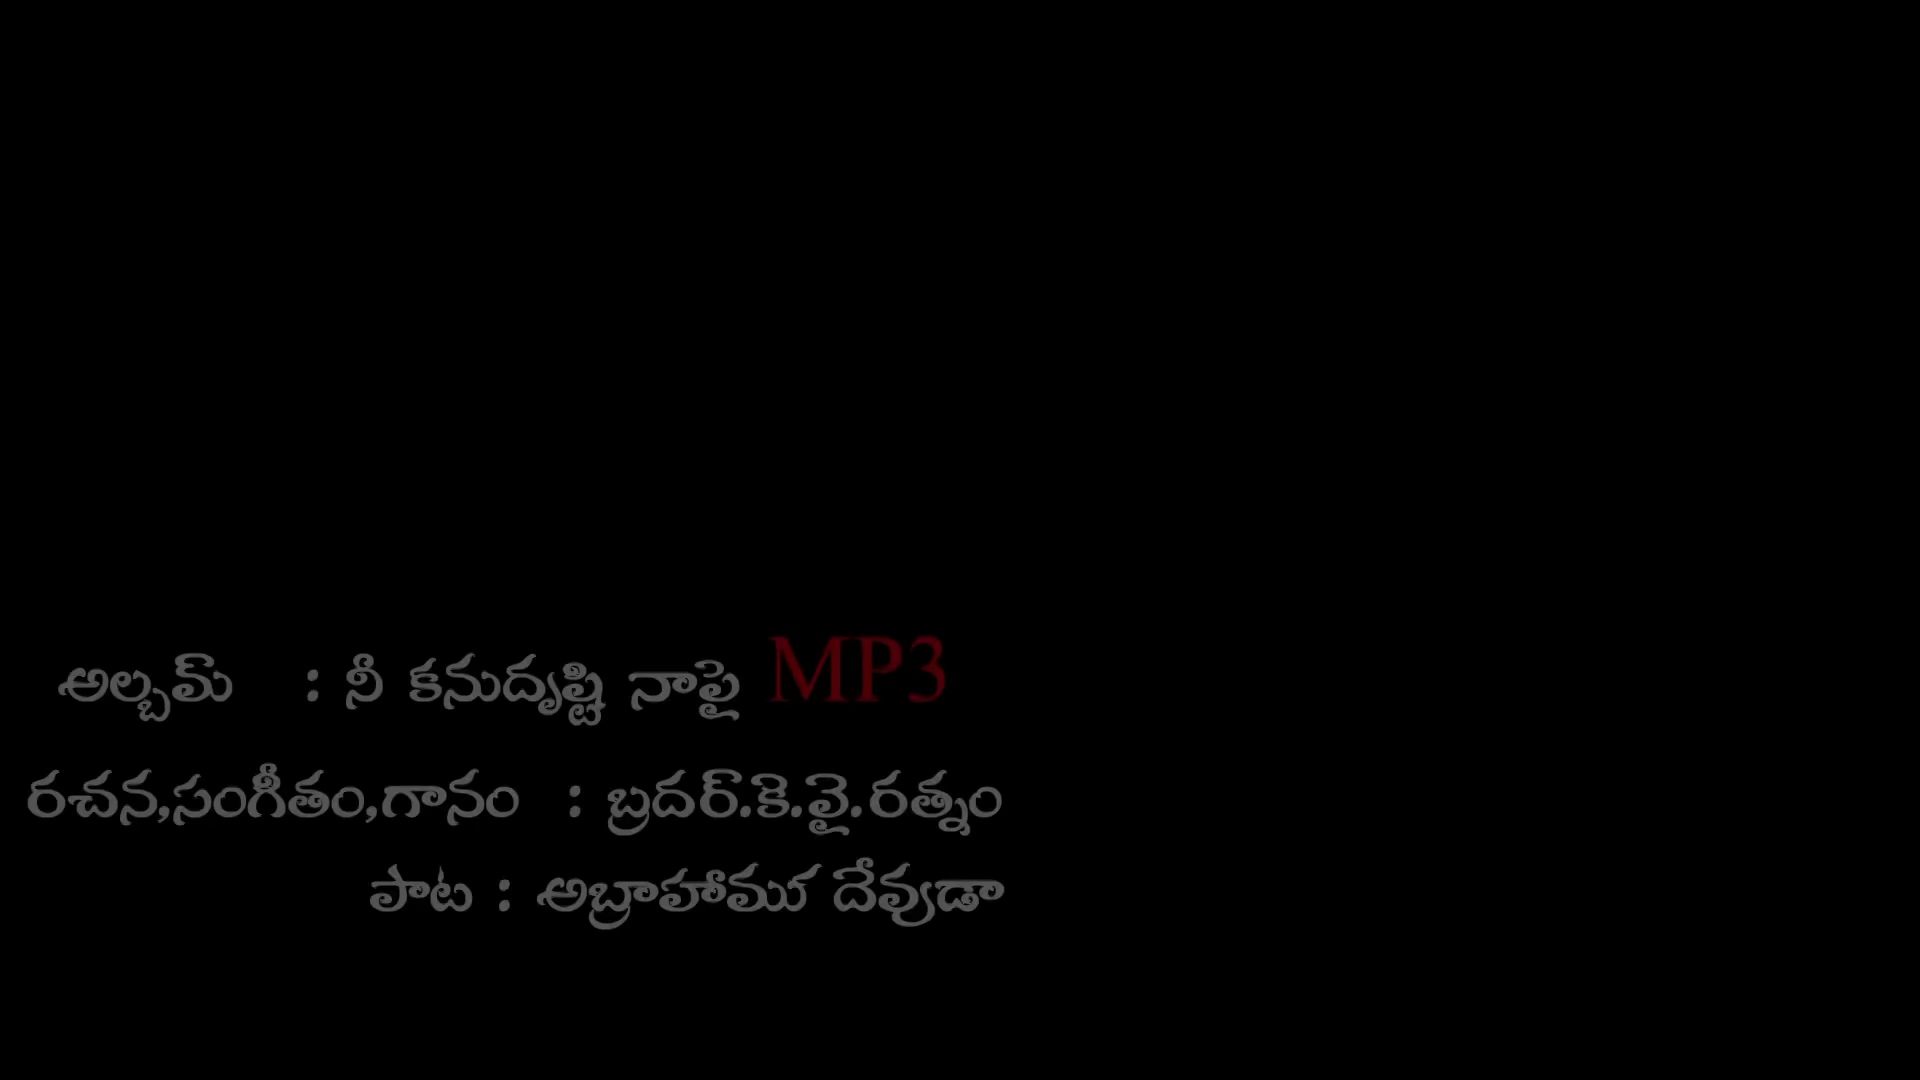 అల్బమ్ : నీ కనుదృష్టి నాపై MP3
రచన,సంగీతం,గానం : బ్రదర్.కె.వై.రత్నం
పాట : అబ్రాహాము దేవుడా